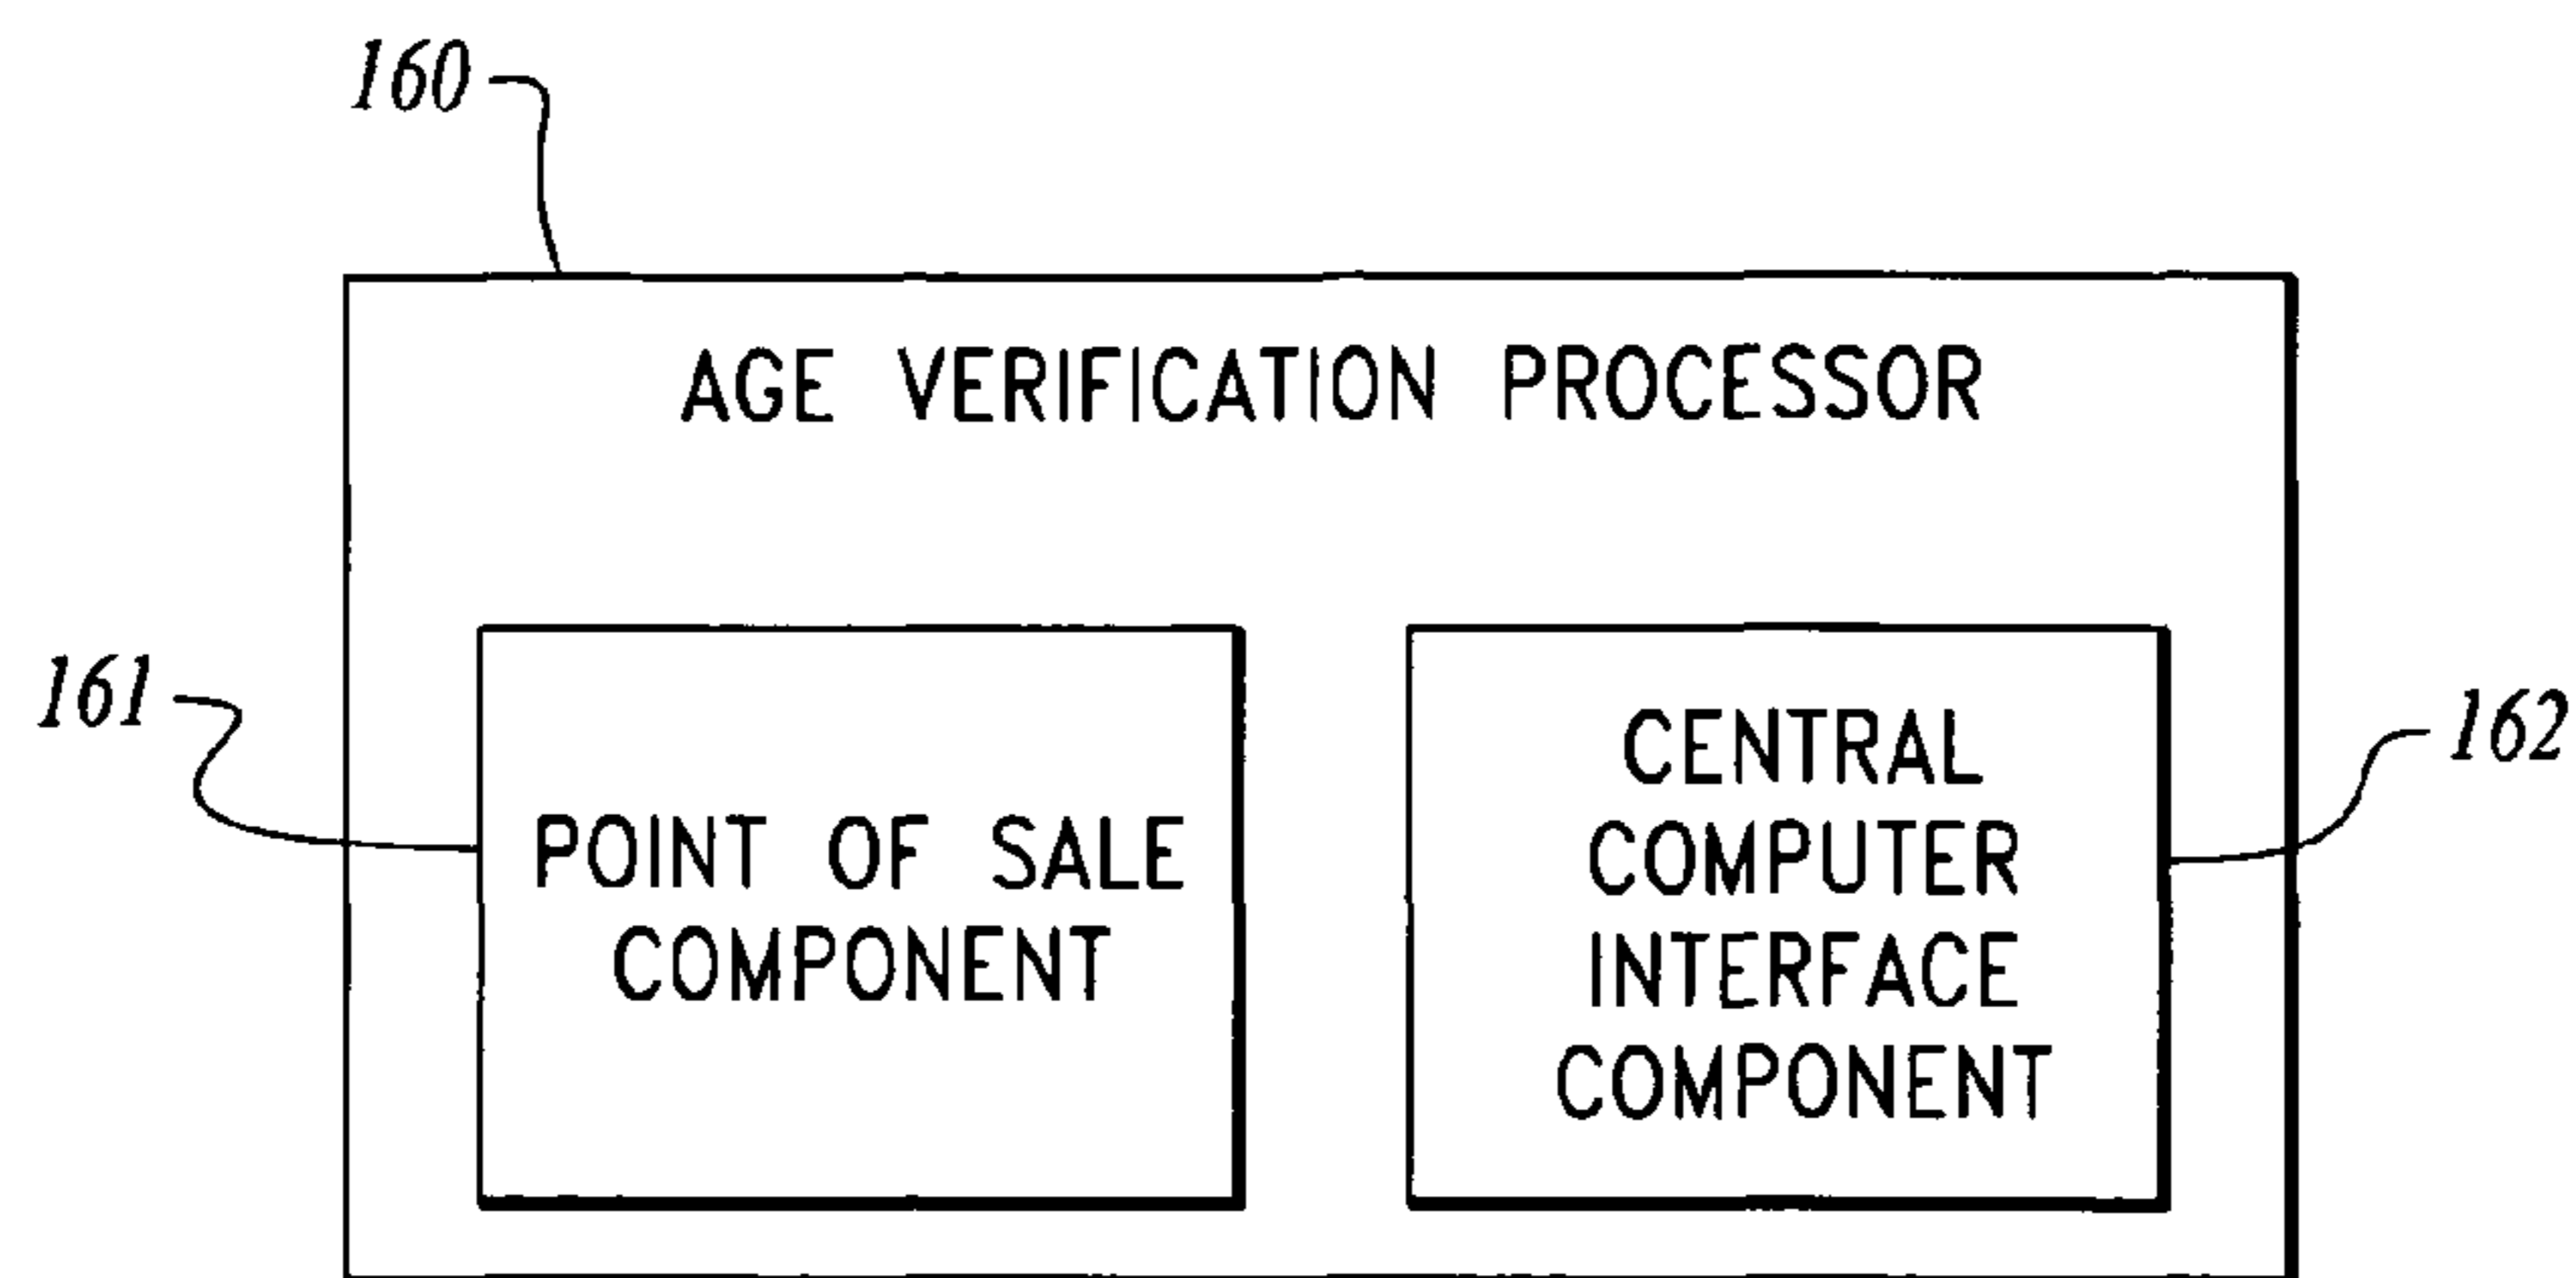 160
AGE VERIFICATION PROCESSOR
161
POINT OF SALE
COMPONENT
CENTRAL
COMPUTER
INTERFACE
COMPONENT
162